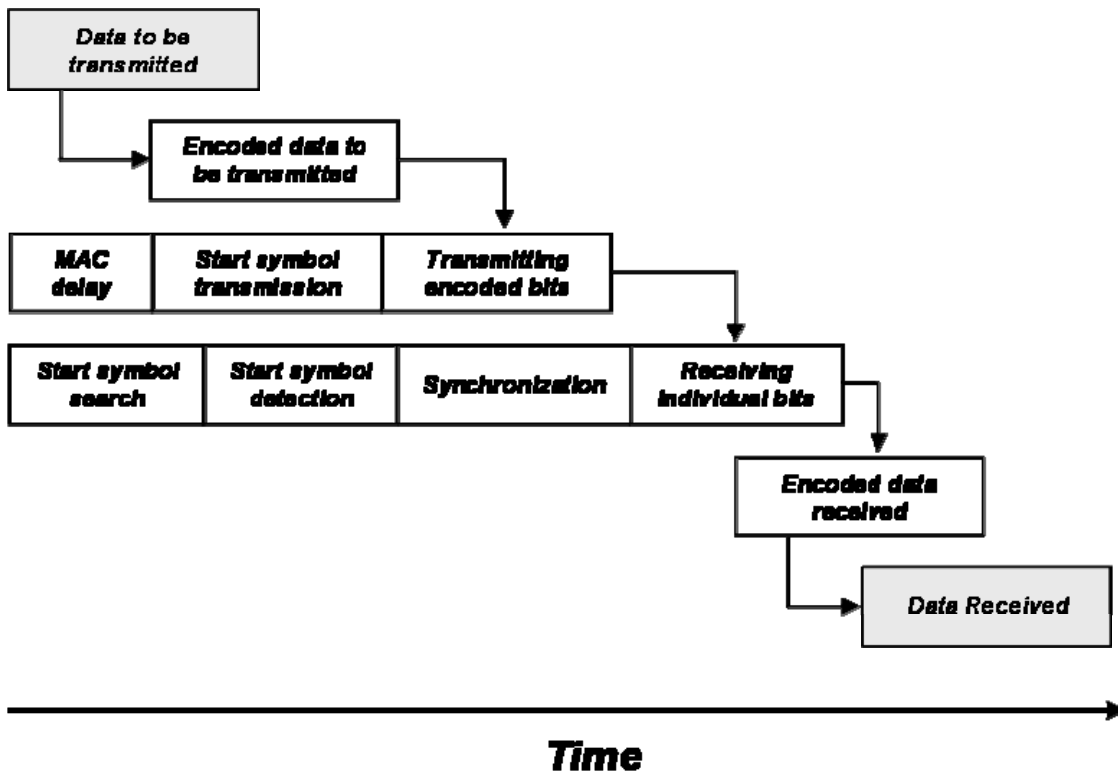 Data to be
transmitted
Encoded data to
be transmitted
MAC
delay
Start symbol
transmission
Transmitting
encoded bits
Start symbol
search
Start symbol
detection
Synchronization
Receiving
individual bits
Encoded data
received
Data Received
Time